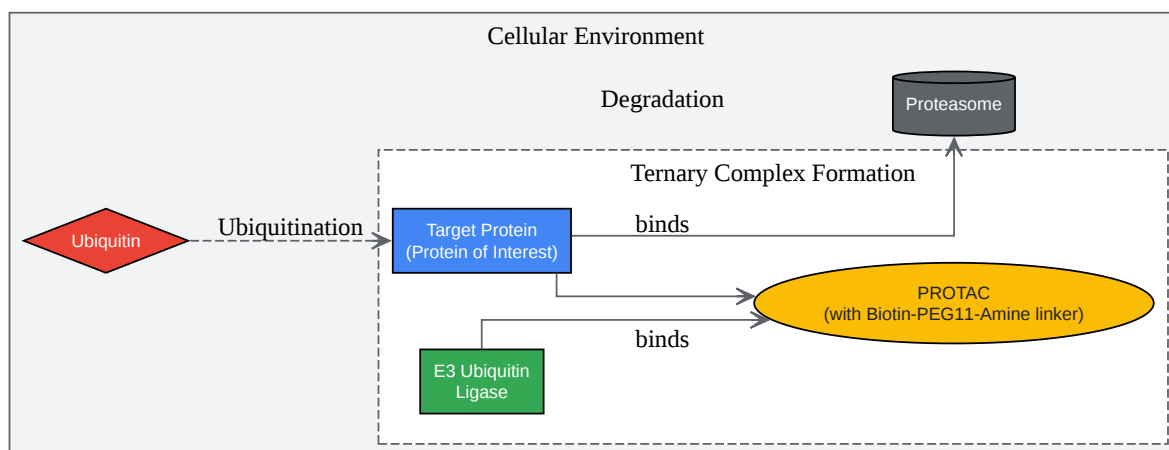 Cellular Environment
Degradation
Proteasome
Ternary Complex Formation
Ubiquitin
Ubiquitination
Target Protein
(Protein of Interest)
binds
PROTAC
(with Biotin-PEG11-Amine linker)
binds
E3 Ubiquitin
Ligase